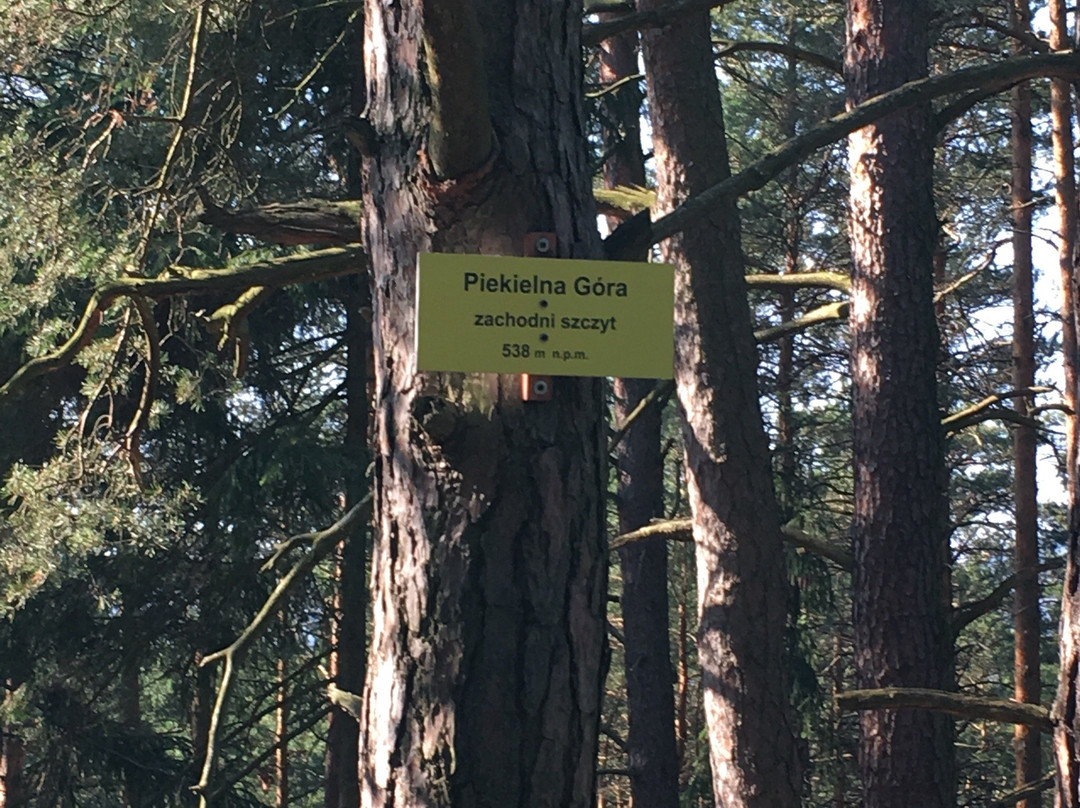 Piekielna Góra
zachodni szczyt
538 m n.p.m.